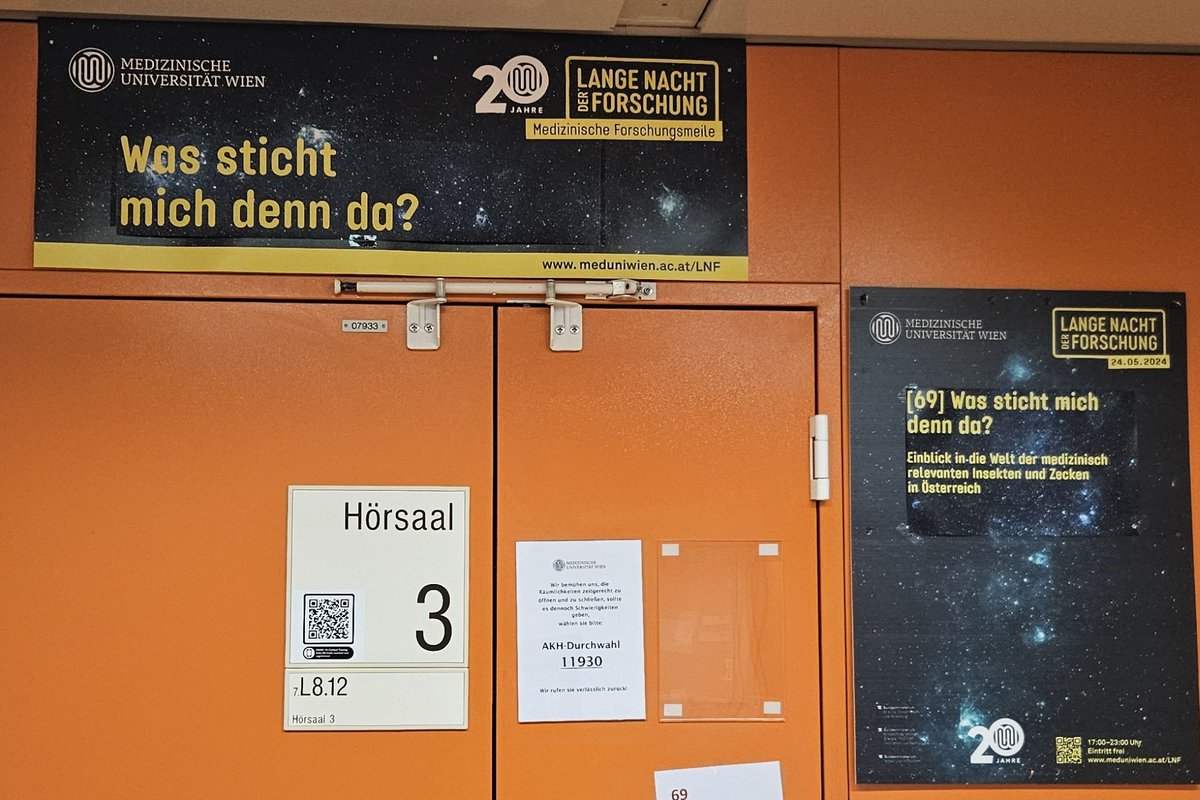 MEDIZINISCHE
UNIVERSITÄT WIEN
20
JAHRE
LANGE NACHT
DER FORSCHUNG
Medizinische Forschungsmeile
Was sticht
mich denn da?
www. meduniwien.ac.at/LNF
07933
Hörsaal
3
7.L8.12
Hörsaal 3
MEDIZINISCHE
UNIVERSITÄT WIEN
Wir bemühen uns, die
Räumlichkeiten zeitgerecht zu
öffnen und zu schließen, sollte
es dennoch Schwierigkeiten
geben,
wählen sie bitte:
AKH-Durchwahl
11930
Wir rufen sie verlässlich zurück!
69
MEDIZINISCHE
UNIVERSITÄT WIEN
LANGE NACHT
DER FORSCHUNG
24.05.2024
[69] Was sticht mich
denn da?
Einblick in die Welt der medizinisch
relevanten Insekten und Zecken
in Österreich
20
JAHRE
17:00–23:00 Uhr
Eintritt frei
www.meduniwien.ac.at/LNF